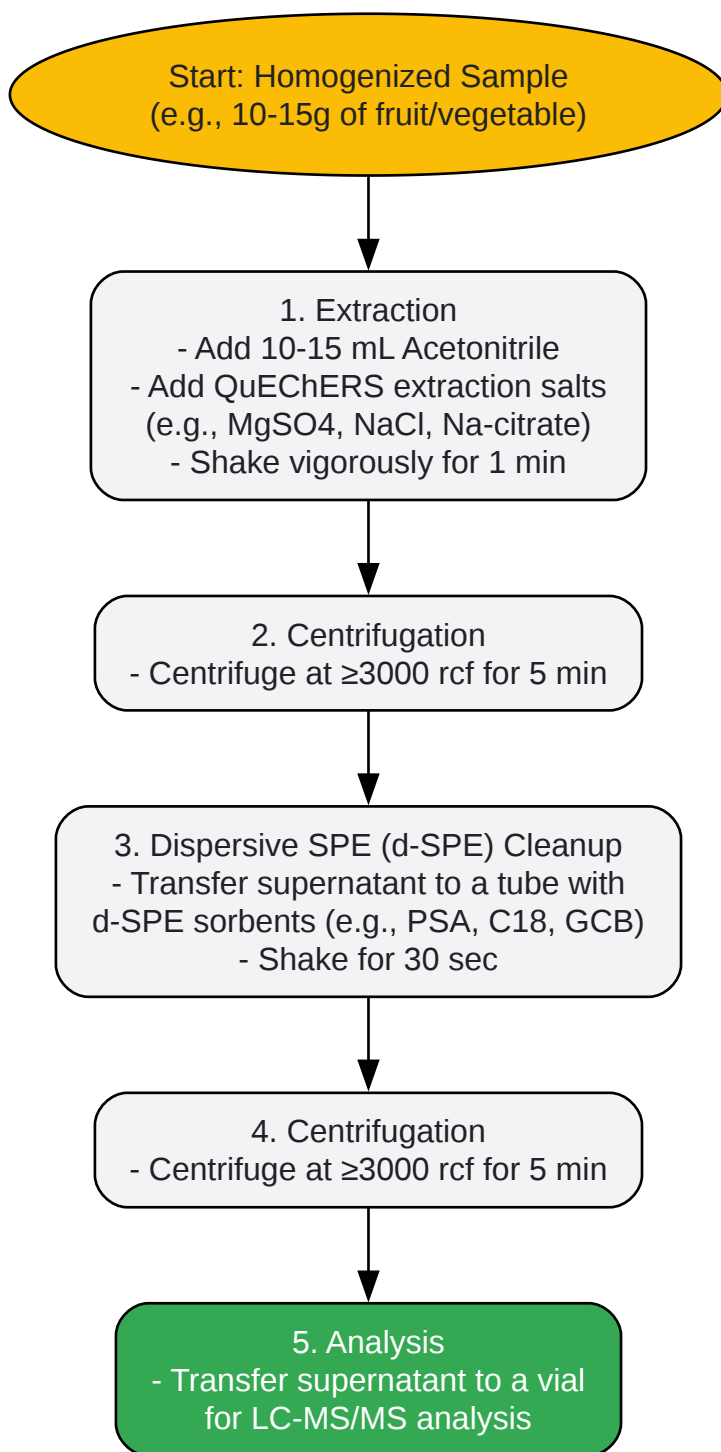 Start: Homogenized Sample
(e.g., 10-15g of fruit/vegetable)
1. Extraction
- Add 10-15 mL Acetonitrile
- Add QuEChERS extraction salts
(e.g., MgSO4, NaCl, Na-citrate)
- Shake vigorously for 1 min
2. Centrifugation
- Centrifuge at ≥3000 rcf for 5 min
3. Dispersive SPE (d-SPE) Cleanup
- Transfer supernatant to a tube with
d-SPE sorbents (e.g., PSA, C18, GCB)
- Shake for 30 sec
4. Centrifugation
- Centrifuge at ≥3000 rcf for 5 min
5. Analysis
- Transfer supernatant to a vial
for LC-MS/MS analysis